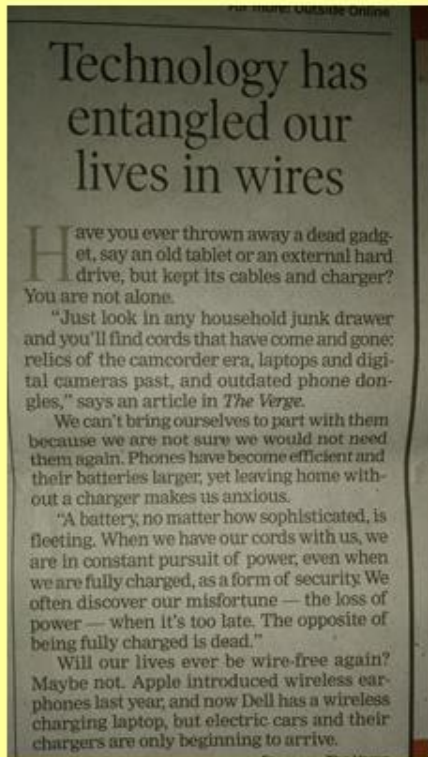 For more: Outside Online
Technology has
entangled our
lives in wires
Have you ever thrown away a dead gadg-
et, say an old tablet or an external hard
drive, but kept its cables and charger?
You are not alone.
“Just look in any household junk drawer
and you’ll find cords that have come and gone:
relics of the camcorder era, laptops and digi-
tal cameras past, and outdated phone don-
gles,” says an article in The Verge.
We can’t bring ourselves to part with them
because we are not sure we would not need
them again. Phones have become efficient and
their batteries larger, yet leaving home with-
out a charger makes us anxious.
“A battery, no matter how sophisticated, is
fleeting. When we have our cords with us, we
are in constant pursuit of power, even when
we are fully charged, as a form of security. We
often discover our misfortune — the loss of
power — when it’s too late. The opposite of
being fully charged is dead.”
Will our lives ever be wire-free again?
Maybe not. Apple introduced wireless ear-
phones last year, and now Dell has a wireless
charging laptop, but electric cars and their
chargers are only beginning to arrive.